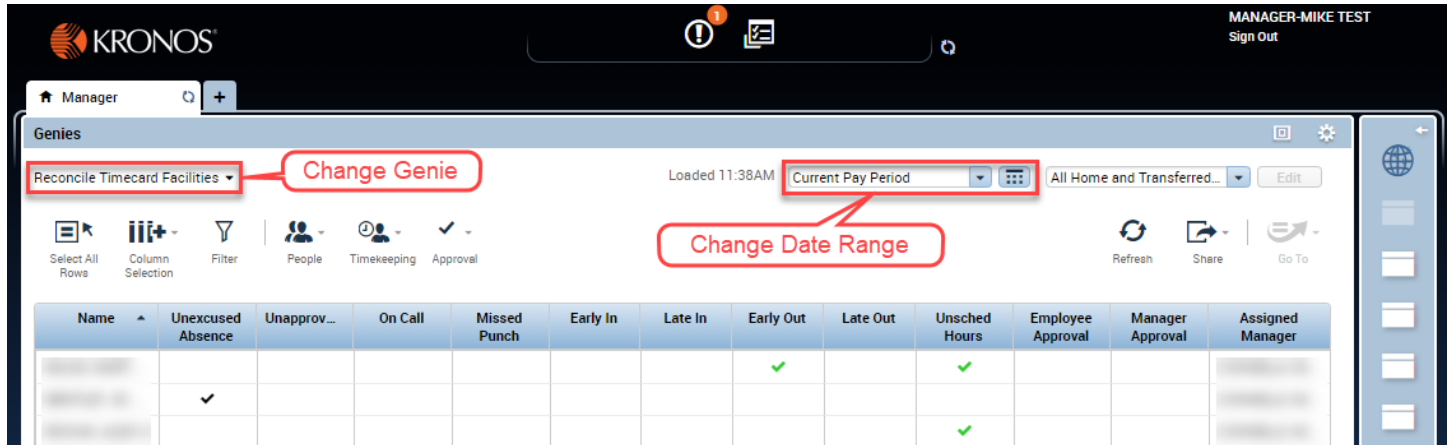 1
MANAGER-MIKE TEST
KRONOS
Sign Out
Manager
+
Genies
Reconcile Timecard Facilities
Change Genie
Loaded 11:38AM
Current Pay Period
All Home and Transferred...
Edit
Change Date Range
Select All
Rows
Column
Selection
Filter
People
Timekeeping
Approval
Refresh
Share
Go To
Name
Unexcused
Absence
Unapprov...
On Call
Missed
Punch
Early In
Late In
Early Out
Late Out
Unsched
Hours
Employee
Approval
Manager
Approval
Assigned
Manager